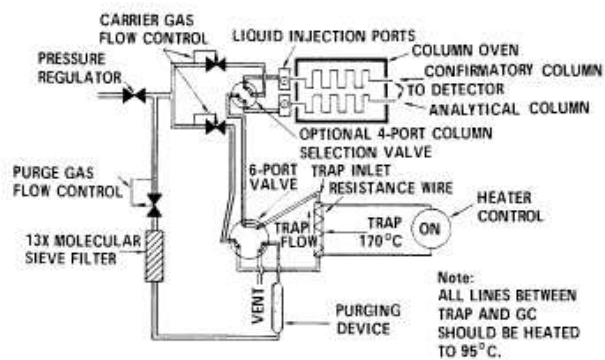 CARRIER GAS
FLOW CONTROL
LIQUID INJECTION PORTS
COLUMN OVEN
PRESSURE
REGULATOR
CONFIRMATORY COLUMN
TO DETECTOR
ANALYTICAL COLUMN
OPTIONAL 4-PORT COLUMN
SELECTION VALVE
PURGE GAS
FLOW CONTROL
6-PORT
VALVE
TRAP INLET
RESISTANCE WIRE
HEATER
CONTROL
TRAP
FLOW
TRAP
170°C
ON
13X MOLECULAR
SIEVE FILTER
VENT
PURGING
DEVICE
Note:
ALL LINES BETWEEN
TRAP AND GC
SHOULD BE HEATED
TO 95°C.